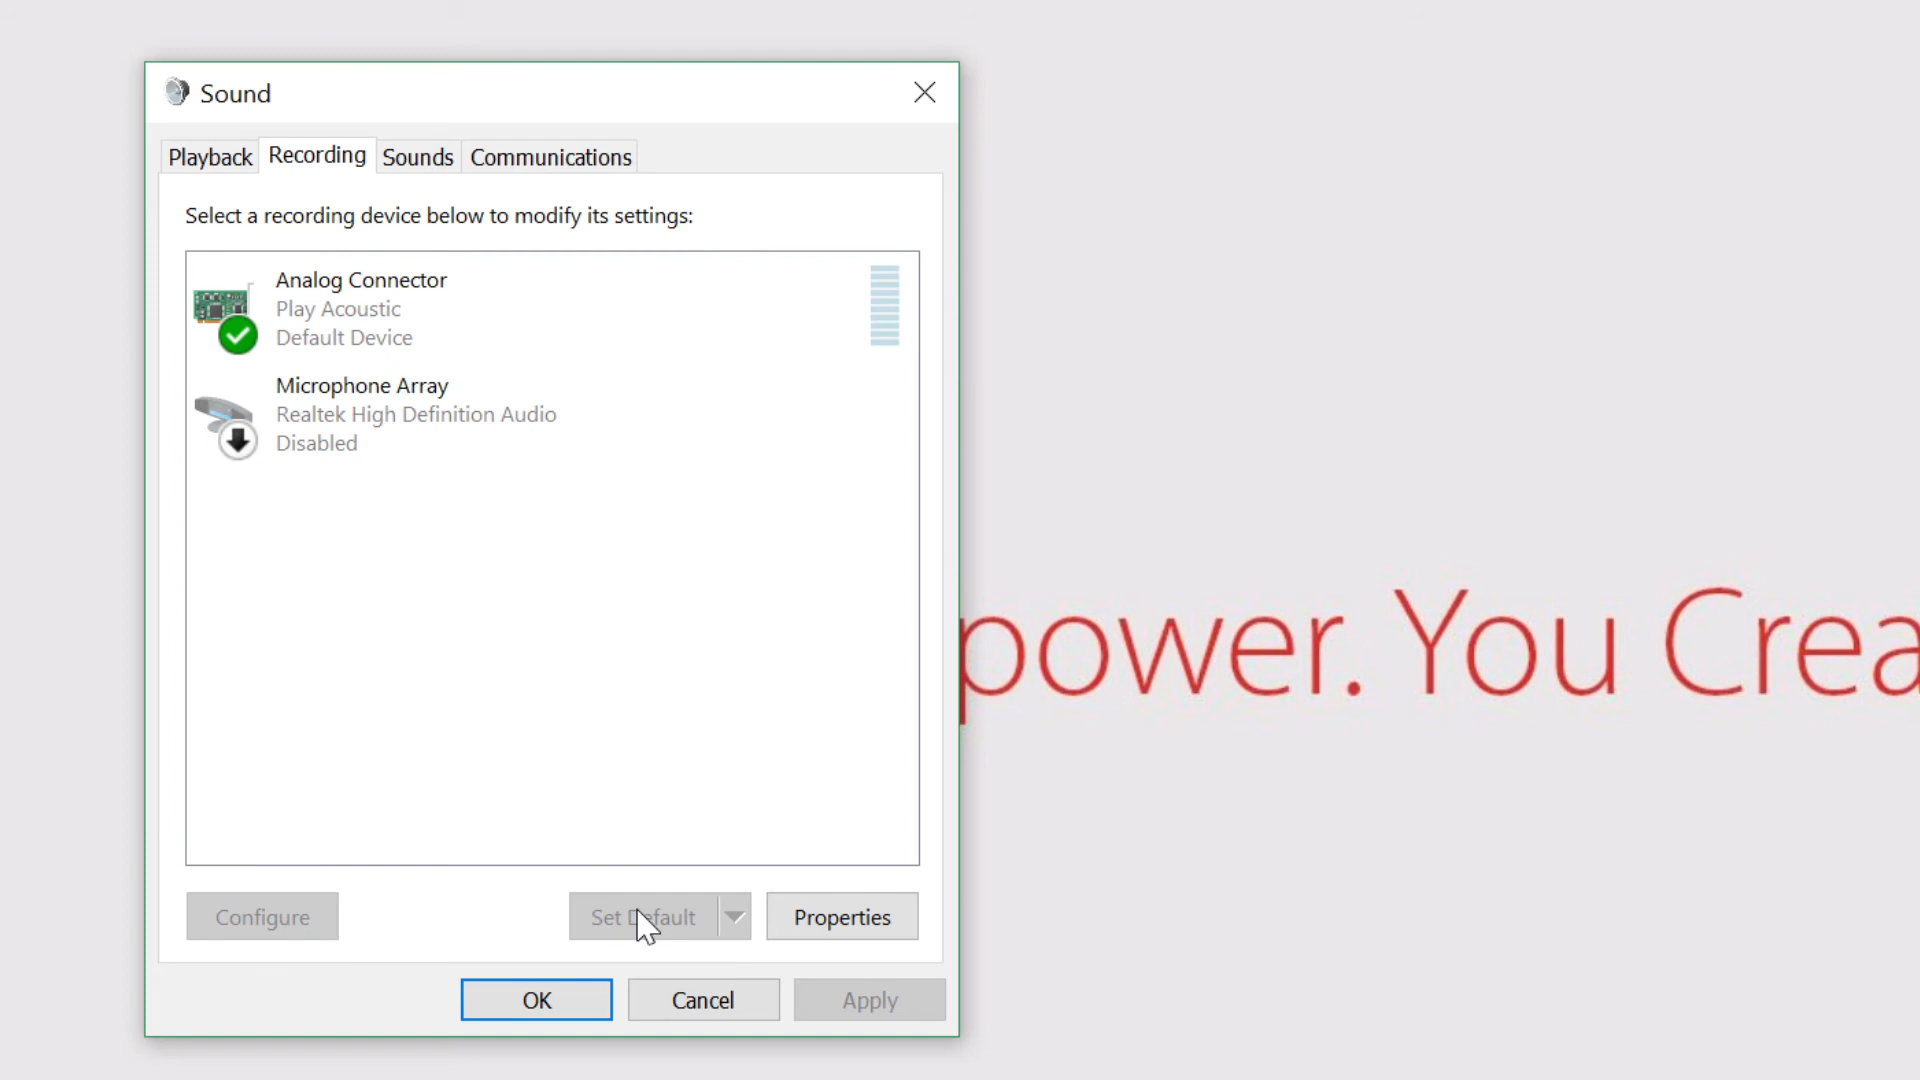 Sound
Playback
Recording
Sounds
Communications
Select a recording device below to modify its settings:
Analog Connector
Play Acoustic
Default Device
Microphone Array
Realtek High Definition Audio
Disabled
power. You Crea
Configure
Set Default
Properties
OK
Cancel
Apply